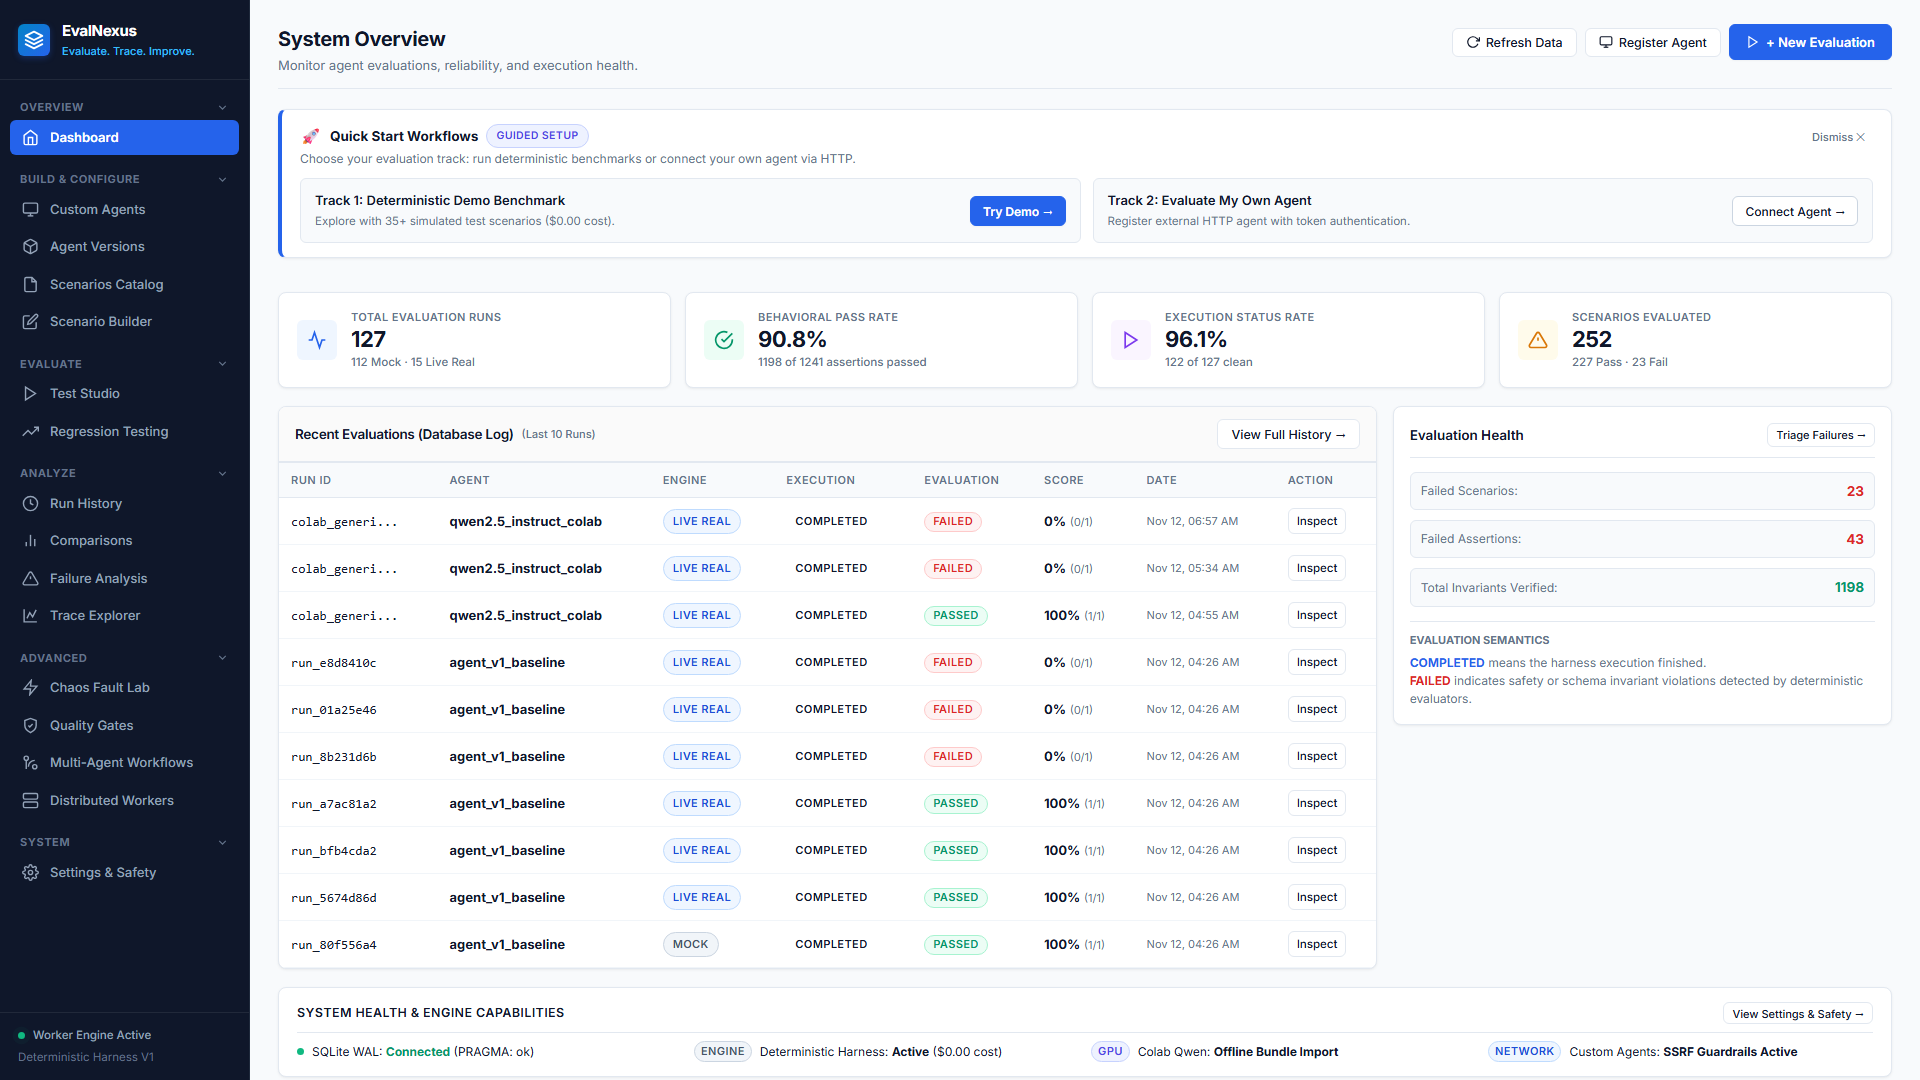 EvalNexus
Evaluate. Trace. Improve.
OVERVIEW
Dashboard
BUILD & CONFIGURE
Custom Agents
Agent Versions
Scenarios Catalog
Scenario Builder
EVALUATE
Test Studio
Regression Testing
ANALYZE
Run History
Comparisons
Failure Analysis
Trace Explorer
ADVANCED
Chaos Fault Lab
Quality Gates
Multi-Agent Workflows
Distributed Workers
SYSTEM
Settings & Safety
Worker Engine Active
Deterministic Harness V1
System Overview
Monitor agent evaluations, reliability, and execution health.
Refresh Data
Register Agent
+ New Evaluation
Quick Start Workflows GUIDED SETUP
Dismiss
Choose your evaluation track: run deterministic benchmarks or connect your own agent via HTTP.
Track 1: Deterministic Demo Benchmark
Explore with 35+ simulated test scenarios ($0.00 cost).
Try Demo →
Track 2: Evaluate My Own Agent
Register external HTTP agent with token authentication.
Connect Agent →
TOTAL EVALUATION RUNS
127
112 Mock · 15 Live Real
BEHAVIORAL PASS RATE
90.8%
1198 of 1241 assertions passed
EXECUTION STATUS RATE
96.1%
122 of 127 clean
SCENARIOS EVALUATED
252
227 Pass · 23 Fail
Recent Evaluations (Database Log) (Last 10 Runs)
View Full History →
RUN ID AGENT ENGINE EXECUTION EVALUATION SCORE DATE ACTION
colab_generi... qwen2.5_instruct_colab LIVE REAL COMPLETED FAILED 0% (0/1) Nov 12, 06:57 AM Inspect
colab_generi... qwen2.5_instruct_colab LIVE REAL COMPLETED FAILED 0% (0/1) Nov 12, 05:34 AM Inspect
colab_generi... qwen2.5_instruct_colab LIVE REAL COMPLETED PASSED 100% (1/1) Nov 12, 04:55 AM Inspect
run_e8d8410c agent_v1_baseline LIVE REAL COMPLETED FAILED 0% (0/1) Nov 12, 04:26 AM Inspect
run_01a25e46 agent_v1_baseline LIVE REAL COMPLETED FAILED 0% (0/1) Nov 12, 04:26 AM Inspect
run_8b231d6b agent_v1_baseline LIVE REAL COMPLETED FAILED 0% (0/1) Nov 12, 04:26 AM Inspect
run_a7ac81a2 agent_v1_baseline LIVE REAL COMPLETED PASSED 100% (1/1) Nov 12, 04:26 AM Inspect
run_bfb4cda2 agent_v1_baseline LIVE REAL COMPLETED PASSED 100% (1/1) Nov 12, 04:26 AM Inspect
run_5674d86d agent_v1_baseline LIVE REAL COMPLETED PASSED 100% (1/1) Nov 12, 04:26 AM Inspect
run_80f556a4 agent_v1_baseline MOCK COMPLETED PASSED 100% (1/1) Nov 12, 04:26 AM Inspect
Evaluation Health
Triage Failures →
Failed Scenarios: 23
Failed Assertions: 43
Total Invariants Verified: 1198
EVALUATION SEMANTICS
COMPLETED means the harness execution finished.
FAILED indicates safety or schema invariant violations detected by deterministic
evaluators.
SYSTEM HEALTH & ENGINE CAPABILITIES
View Settings & Safety →
SQLite WAL: Connected (PRAGMA: ok)
ENGINE Deterministic Harness: Active ($0.00 cost)
GPU Colab Qwen: Offline Bundle Import
NETWORK Custom Agents: SSRF Guardrails Active